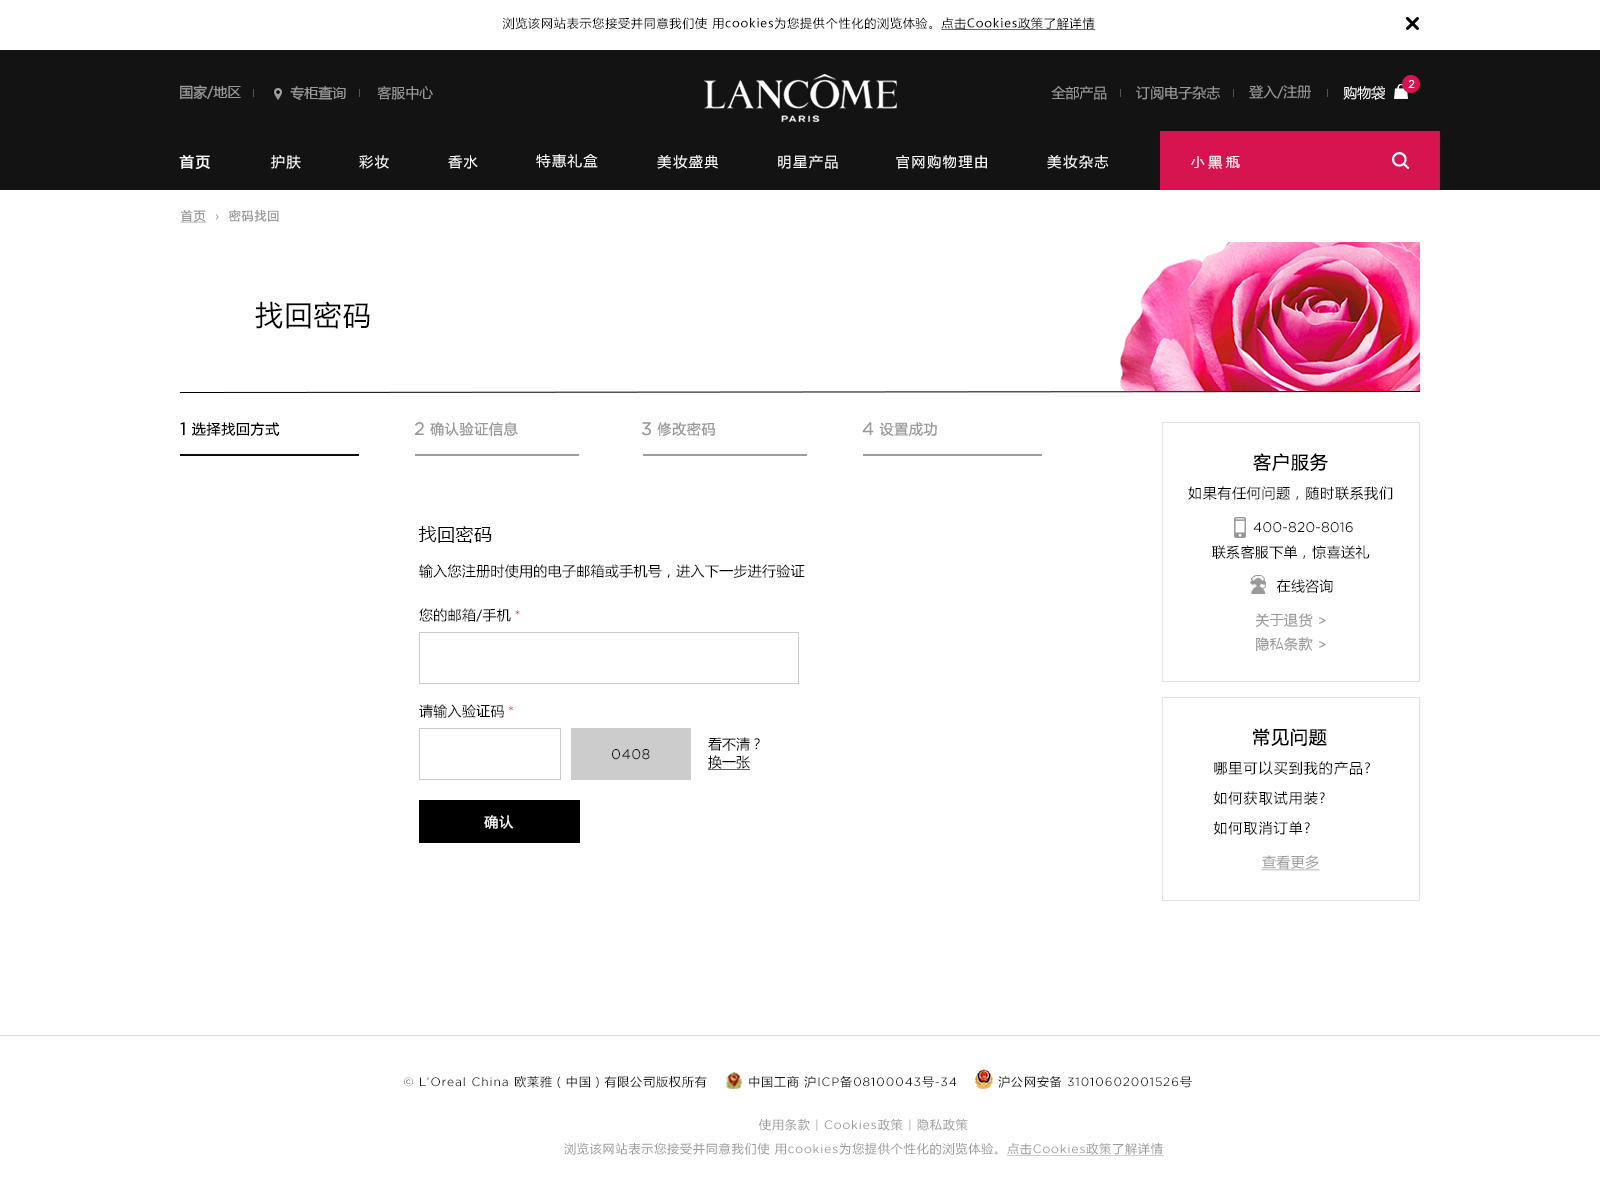 浏览该网站表示您接受并同意我们使 用cookies为您提供个性化的浏览体验。点击Cookies政策了解详情
国家/地区 专柜查询 客服中心
LANCÔME
PARIS
全部产品 订阅电子杂志 登入/注册 购物袋 2
首页 护肤 彩妆 香水 特惠礼盒 美妆盛典 明星产品 官网购物理由 美妆杂志 小黑瓶
首页 › 密码找回
找回密码
1 选择找回方式 2 确认验证信息 3 修改密码 4 设置成功
找回密码
输入您注册时使用的电子邮箱或手机号，进入下一步进行验证
您的邮箱/手机 *
请输入验证码 *
0408
看不清？
换一张
确认
客户服务
如果有任何问题，随时联系我们
400-820-8016
联系客服下单，惊喜送礼
在线咨询
关于退货 >
隐私条款 >
常见问题
哪里可以买到我的产品?
如何获取试用装?
如何取消订单?
查看更多
© L'Oreal China 欧莱雅（中国）有限公司版权所有 中国工商 沪ICP备08100043号-34 沪公网安备 31010602001526号
使用条款 | Cookies政策 | 隐私政策
浏览该网站表示您接受并同意我们使 用cookies为您提供个性化的浏览体验。点击Cookies政策了解详情